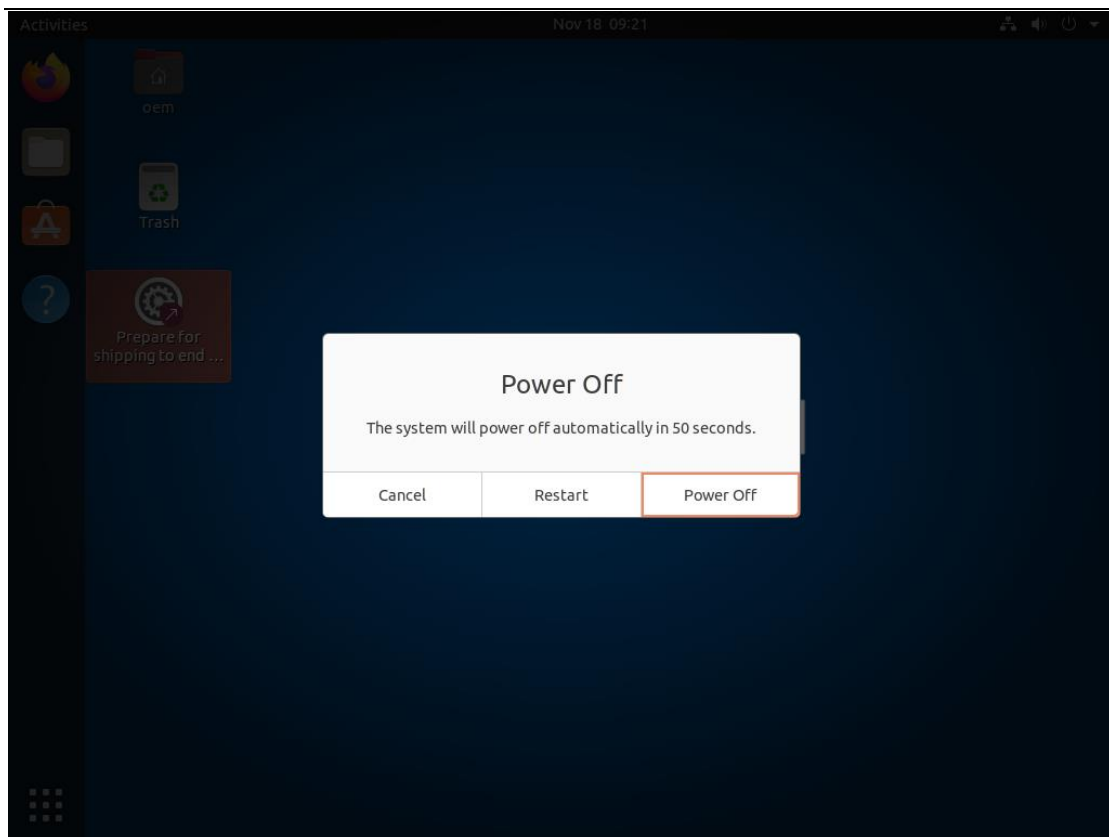 Activities
Nov 18 09:21
oem
Trash
Prepare for
shipping to end ...
Power Off
The system will power off automatically in 50 seconds.
Cancel
Restart
Power Off